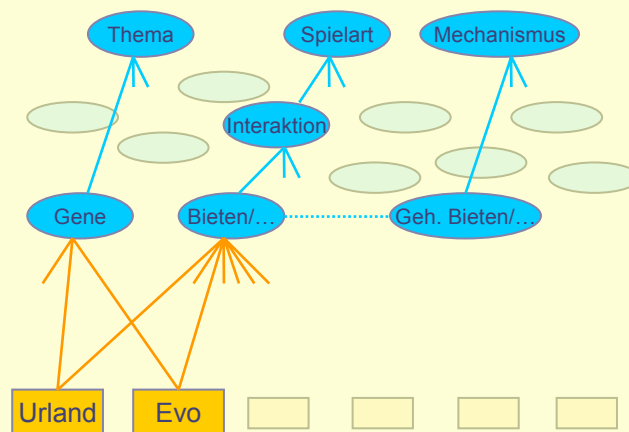 Thema
Spielart
Mechanismus
Interaktion
Gene
Bieten/…
Geh. Bieten/…
Urland
Evo